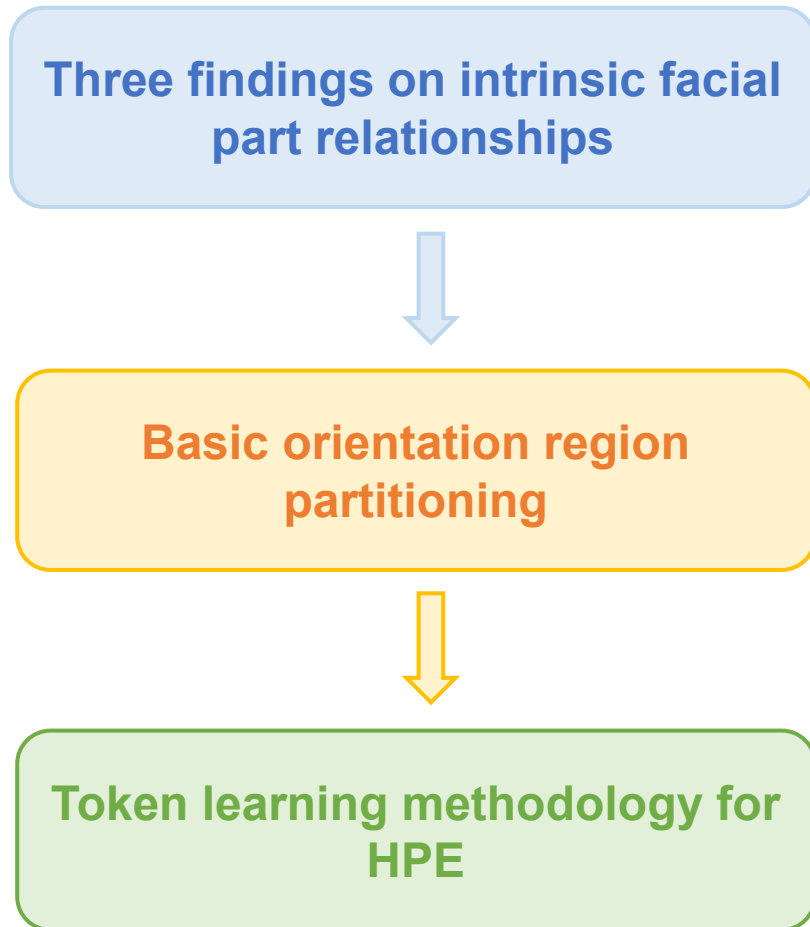 Three findings on intrinsic facial
part relationships
Basic orientation region
partitioning
Token learning methodology for
HPE